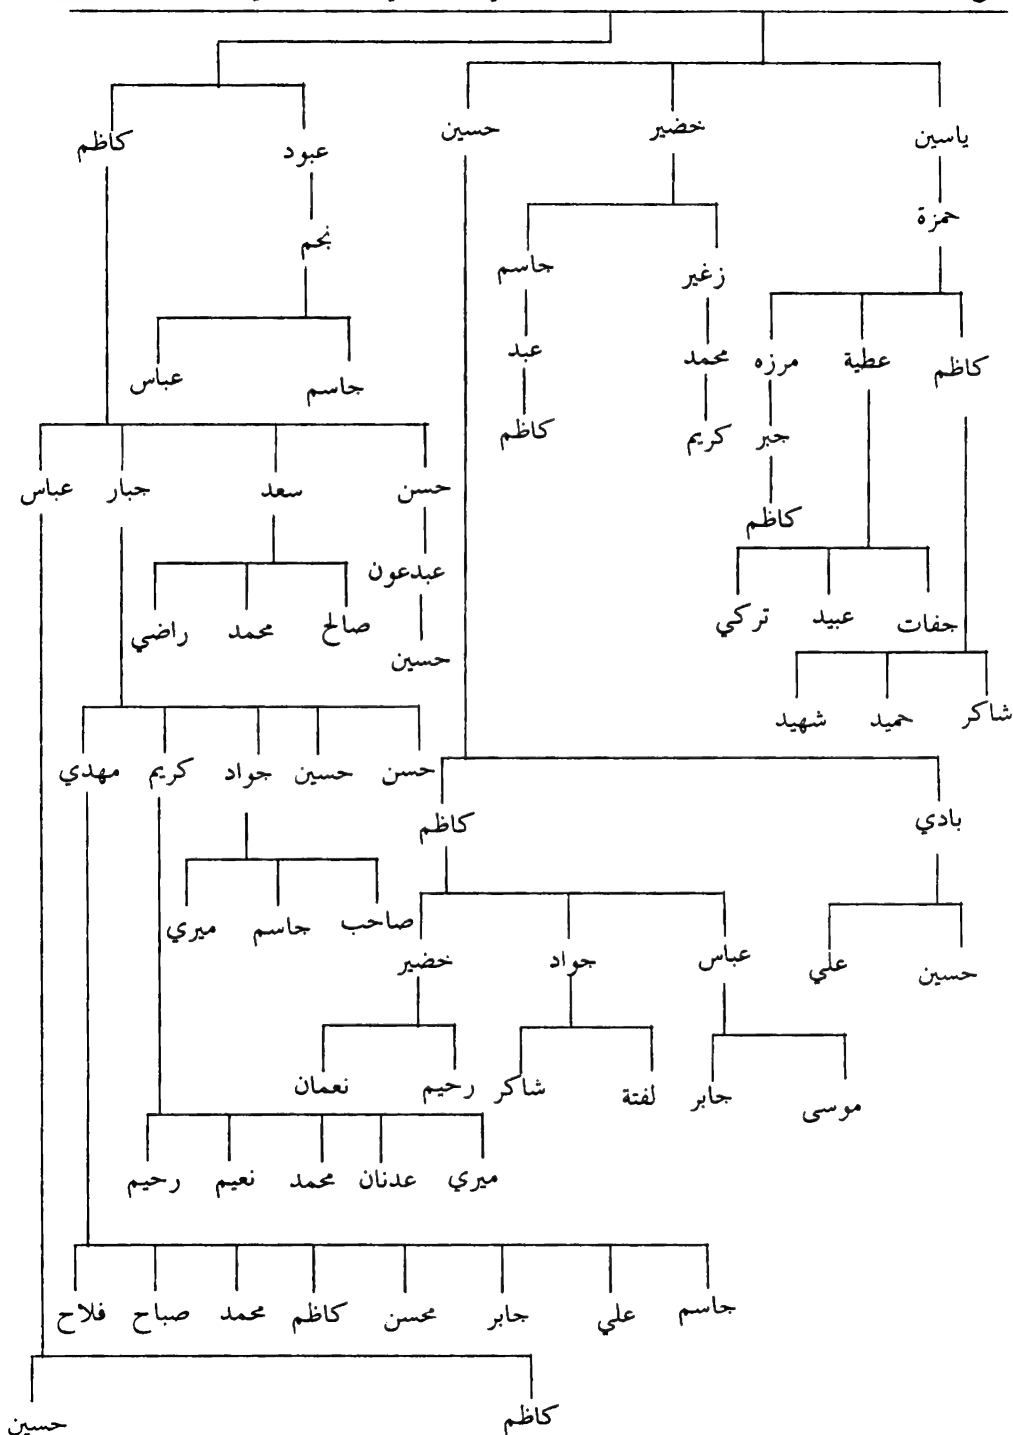 حسين خضير ياسين
كاظم عبود
حمزة
نجم
جاسم زغير
عبد محمد مرزه عطية كاظم
عباس جاسم
كاظم كريم جبر
عباس جبار سعد حسن
كاظم
عبدعون
راضي محمد صالح
تركي عبيد جفات
حسين
شهيد حميد شاكر
مهدي كريم جواد حسين حسن
كاظم بادي
ميري جاسم صاحب
خضير جواد عباس علي حسين
نعمان رحيم شاكر لفتة جابر موسى
رحيم نعيم محمد عدنان ميري
فلاح صباح محمد كاظم محسن جابر علي جاسم
حسين كاظم